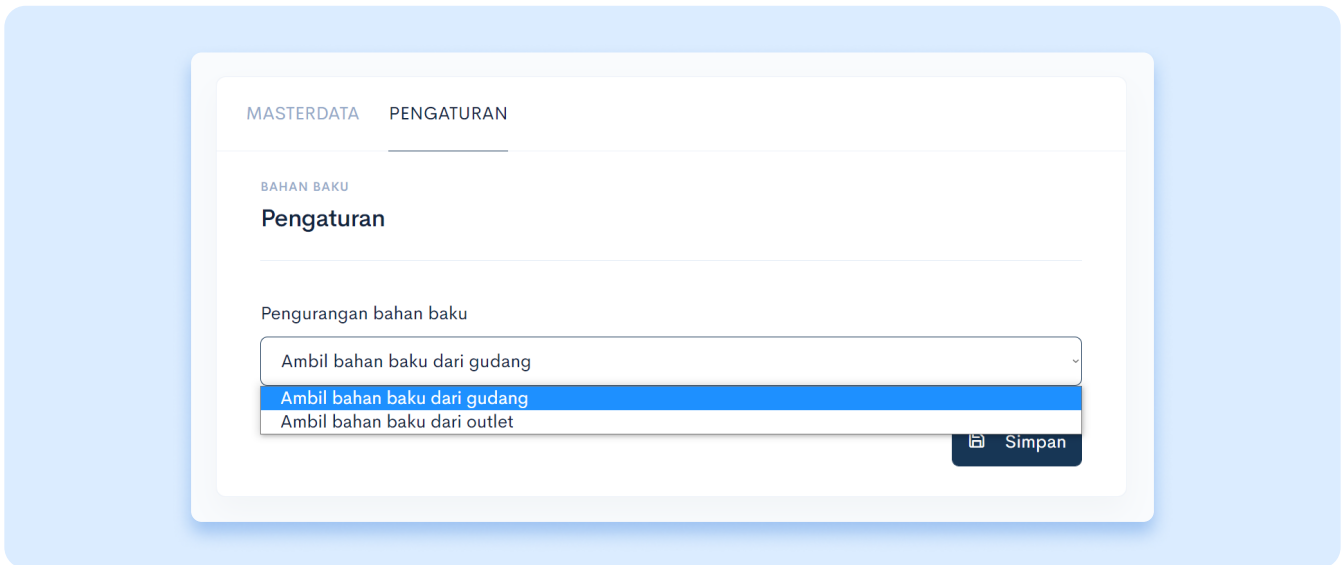 MASTERDATA PENGATURAN
BAHAN BAKU
Pengaturan
Pengurangan bahan baku
Ambil bahan baku dari gudang
Ambil bahan baku dari gudang
Ambil bahan baku dari outlet
Simpan